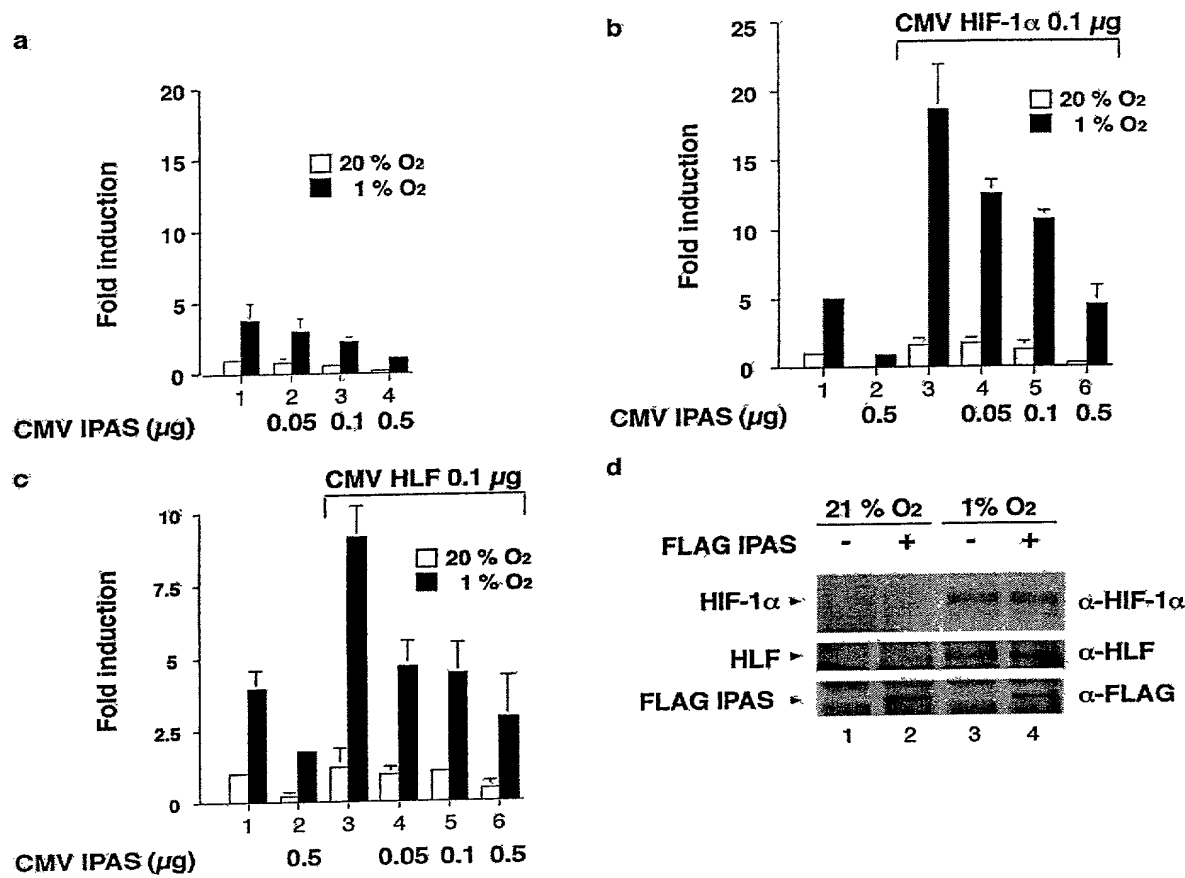 a
20
15
10
5
0
Fold induction
20 % O2
1 % O2
1 2 3 4
CMV IPAS (µg) 0.05 0.1 0.5
b
CMV HIF-1α 0.1 µg
25
20
15
10
5
0
Fold induction
20 % O2
1 % O2
1 2 3 4 5 6
CMV IPAS (µg) 0.5 0.05 0.1 0.5
c
CMV HLF 0.1 µg
10
7.5
5
2.5
0
Fold induction
20 % O2
1 % O2
1 2 3 4 5 6
CMV IPAS (µg) 0.5 0.05 0.1 0.5
d
21 % O2 1% O2
FLAG IPAS - + - +
HIF-1α α-HIF-1α
HLF α-HLF
FLAG IPAS α-FLAG
1 2 3 4